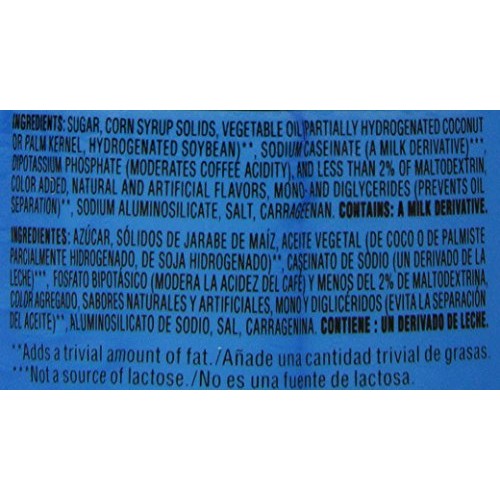 INGREDIENTS: SUGAR, CORN SYRUP SOLIDS, VEGETABLE OIL (PARTIALLY HYDROGENATED COCONUT
OR PALM KERNEL, HYDROGENATED SOYBEAN)**, SODIUM CASEINATE (A MILK DERIVATIVE)***,
DIPOTASSIUM PHOSPHATE (MODERATES COFFEE ACIDITY), AND LESS THAN 2% OF MALTODEXTRIN,
COLOR ADDED, NATURAL AND ARTIFICIAL FLAVORS, MONO- AND DIGLYCERIDES (PREVENTS OIL
SEPARATION)**, SODIUM ALUMINOSILICATE, SALT, CARRAGEENAN. CONTAINS: A MILK DERIVATIVE.
INGREDIENTES: AZÚCAR, SÓLIDOS DE JARABE DE MAÍZ, ACEITE VEGETAL (DE COCO O DE PALMISTE
PARCIALMENTE HIDROGENADO, DE SOJA HIDROGENADO)**, CASEINATO DE SODIO (UN DERIVADO DE LA
LECHE)***, FOSFATO BIPOTÁSICO (MODERA LA ACIDEZ DEL CAFÉ) Y MENOS DEL 2% DE MALTODEXTRINA,
COLOR AGREGADO, SABORES NATURALES Y ARTIFICIALES, MONO Y DIGLICÉRIDOS (EVITA LA SEPARACIÓN
DEL ACEITE)**, ALUMINOSILICATO DE SODIO, SAL, CARRAGENINA. CONTIENE : UN DERIVADO DE LECHE.
**Adds a trivial amount of fat./Añade una cantidad trivial de grasas.
***Not a source of lactose./No es una fuente de lactosa.